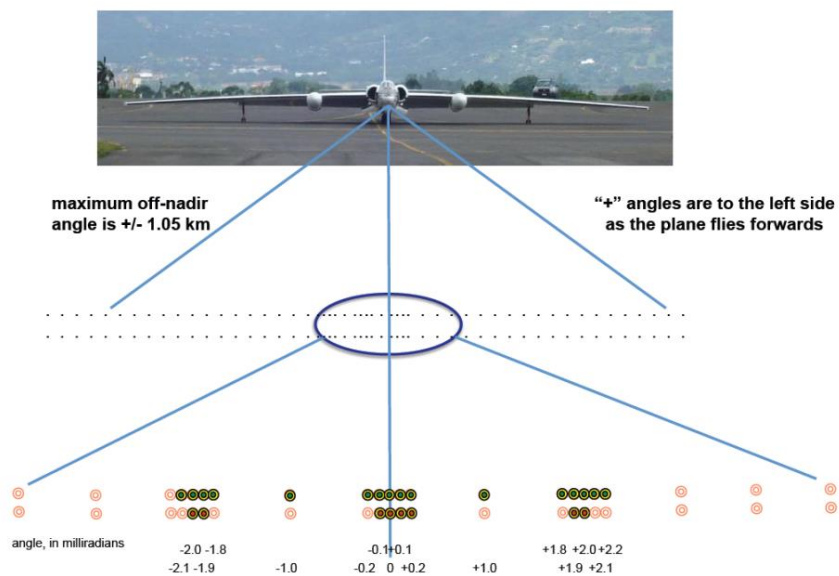 maximum off-nadir
angle is +/- 1.05 km
“+” angles are to the left side
as the plane flies forwards
angle, in milliradians
-2.0 -1.8 -0.1+0.1 +1.8 +2.0 +2.2
-2.1 -1.9 -1.0 -0.2 0 +0.2 +1.0 +1.9 +2.1